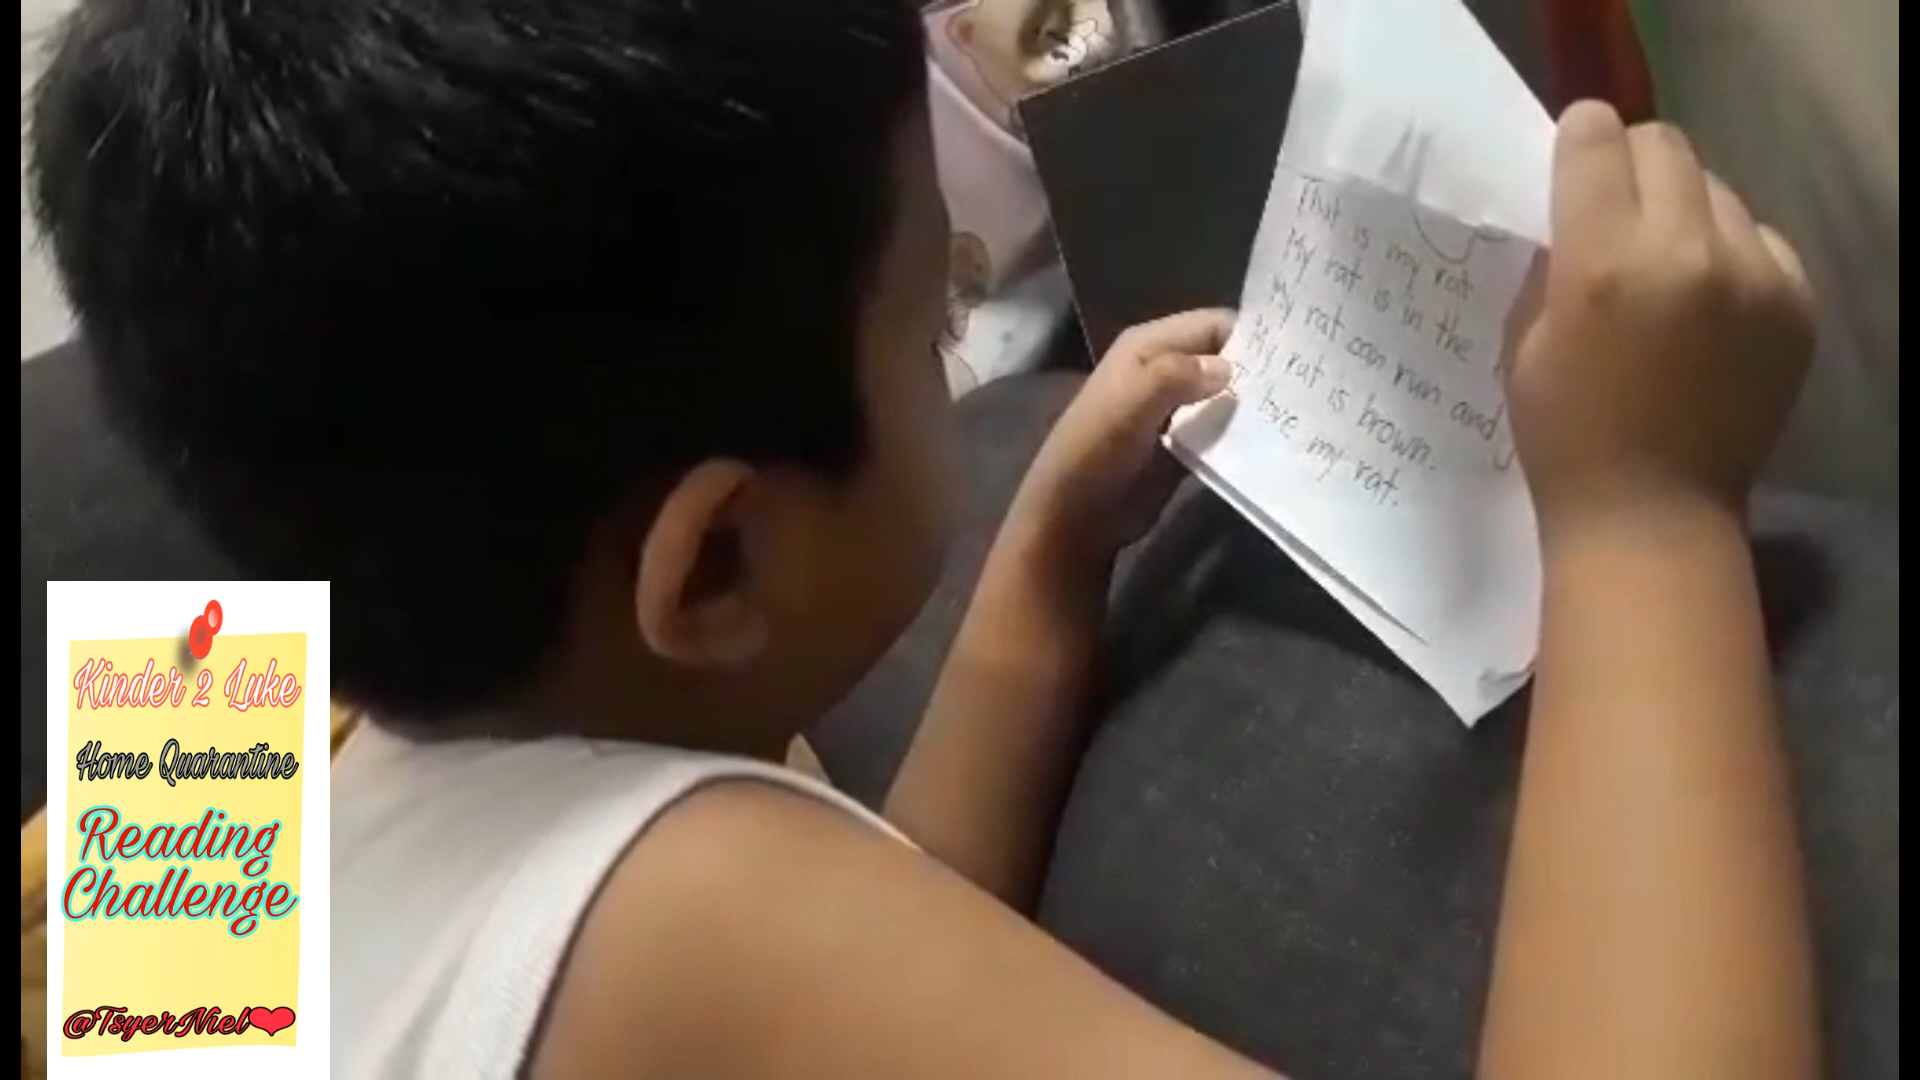 That is my rat
My rat is in the
My rat can run and
My rat is brown.
I love my rat.
Kinder 2 Luke
Home Quarantine
Reading
Challenge
@TsyerNiel